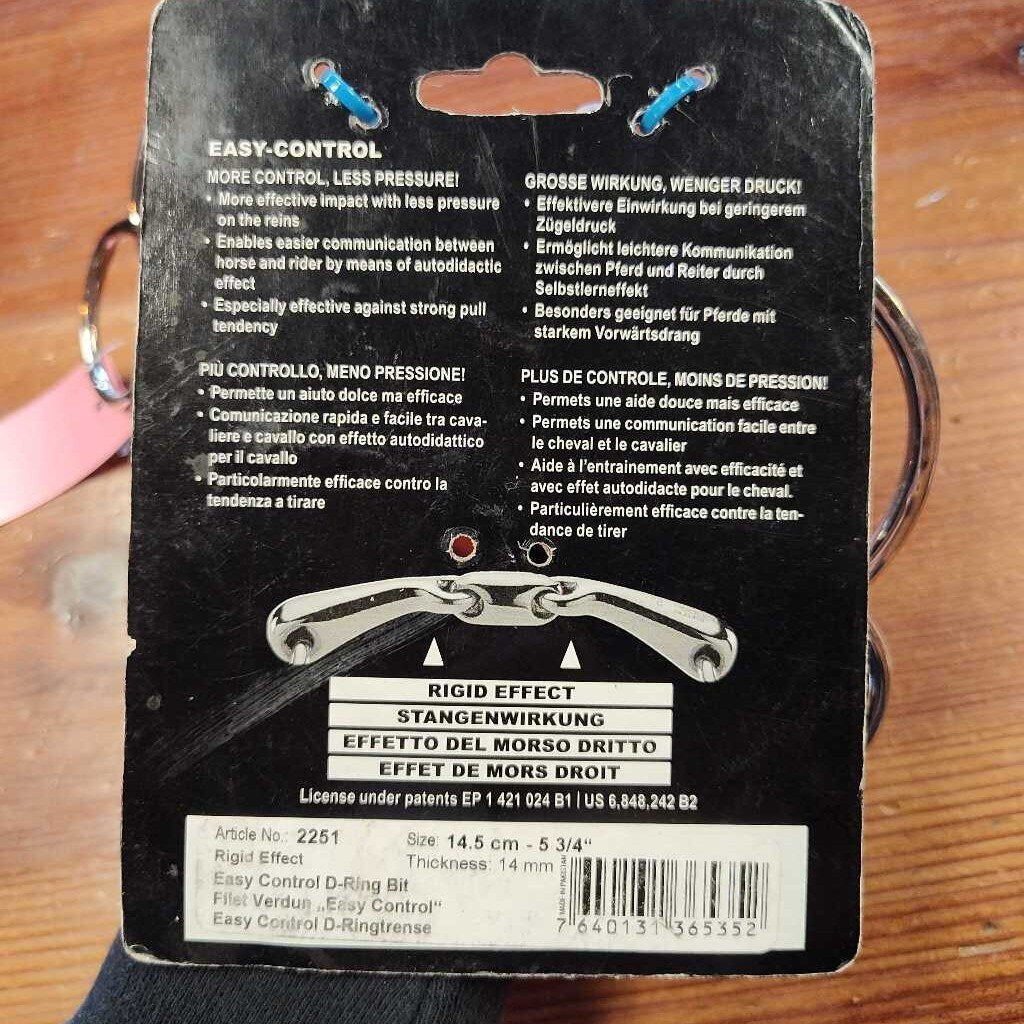 EASY-CONTROL
MORE CONTROL, LESS PRESSURE!
• More effective impact with less pressure
on the reins
• Enables easier communication between
horse and rider by means of autodidactic
effect
• Especially effective against strong pull
tendency
GROSSE WIRKUNG, WENIGER DRUCK!
• Effektivere Einwirkung bei geringerem
Zügeldruck
• Ermöglicht leichtere Kommunikation
zwischen Pferd und Reiter durch
Selbstlerneffekt
• Besonders geeignet für Pferde mit
starkem Vorwärtsdrang
PIÙ CONTROLLO, MENO PRESSIONE!
• Permette un aiuto dolce ma efficace
• Comunicazione rapida e facile tra cava-
liere e cavallo con effetto autodidattico
per il cavallo
• Particolarmente efficace contro la
tendenza a tirare
PLUS DE CONTROLE, MOINS DE PRESSION!
• Permets une aide douce mais efficace
• Permets une communication facile entre
le cheval et le cavalier
• Aide à l'entrainement avec efficacité et
avec effet autodidacte pour le cheval.
• Particulièrement efficace contre la ten-
dance de tirer
RIGID EFFECT
STANGENWIRKUNG
EFFETTO DEL MORSO DRITTO
EFFET DE MORS DROIT
License under patents EP 1 421 024 B1 | US 6,848,242 B2
Article No.: 2251
Size: 14.5 cm - 5 3/4"
Rigid Effect
Thickness: 14 mm
Easy Control D-Ring Bit
Filet Verdun „Easy Control"
Easy Control D-Ringtrense
MADE IN PAKISTAN
7 640131 365352